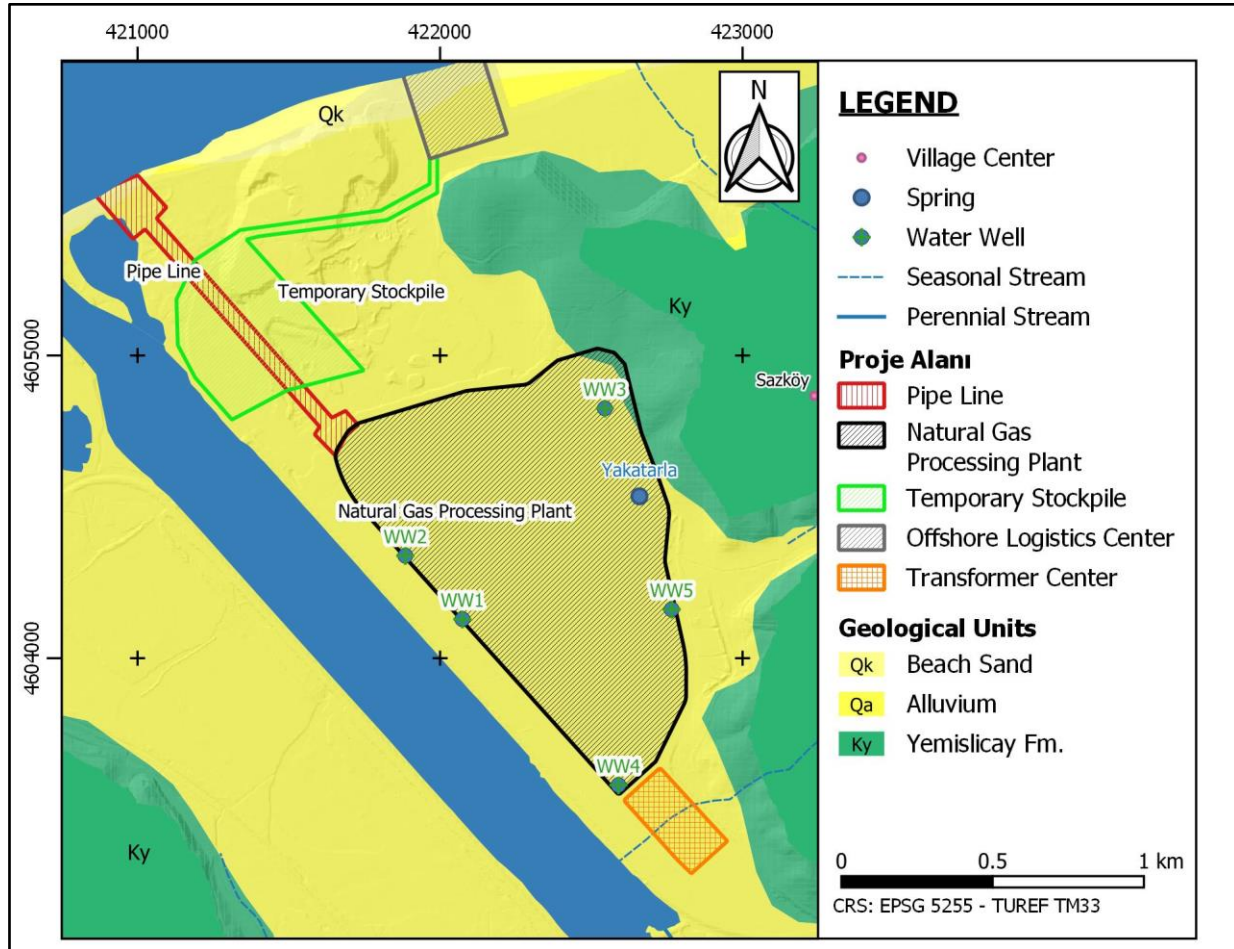 421000
422000
423000
4605000
4604000
N
Qk
Pipe Line
Temporary Stockpile
Ky
Sazköy
WW3
Yakatarla
Natural Gas Processing Plant
WW2
WW1
WW5
WW4
Ky
LEGEND
Village Center
Spring
Water Well
Seasonal Stream
Perennial Stream
Proje Alanı
Pipe Line
Natural Gas
Processing Plant
Temporary Stockpile
Offshore Logistics Center
Transformer Center
Geological Units
Qk Beach Sand
Qa Alluvium
Ky Yemislicay Fm.
0 0.5 1 km
CRS: EPSG 5255 - TUREF TM33